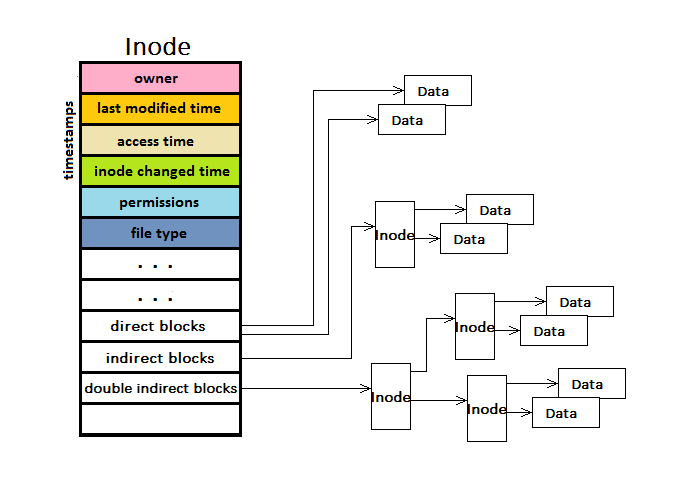 Inode
timestamps
owner
last modified time
access time
inode changed time
permissions
file type
. . .
. . .
direct blocks
indirect blocks
double indirect blocks
Data
Data
Inode
Data
Data
Inode
Inode
Data
Data
Inode
Data
Data